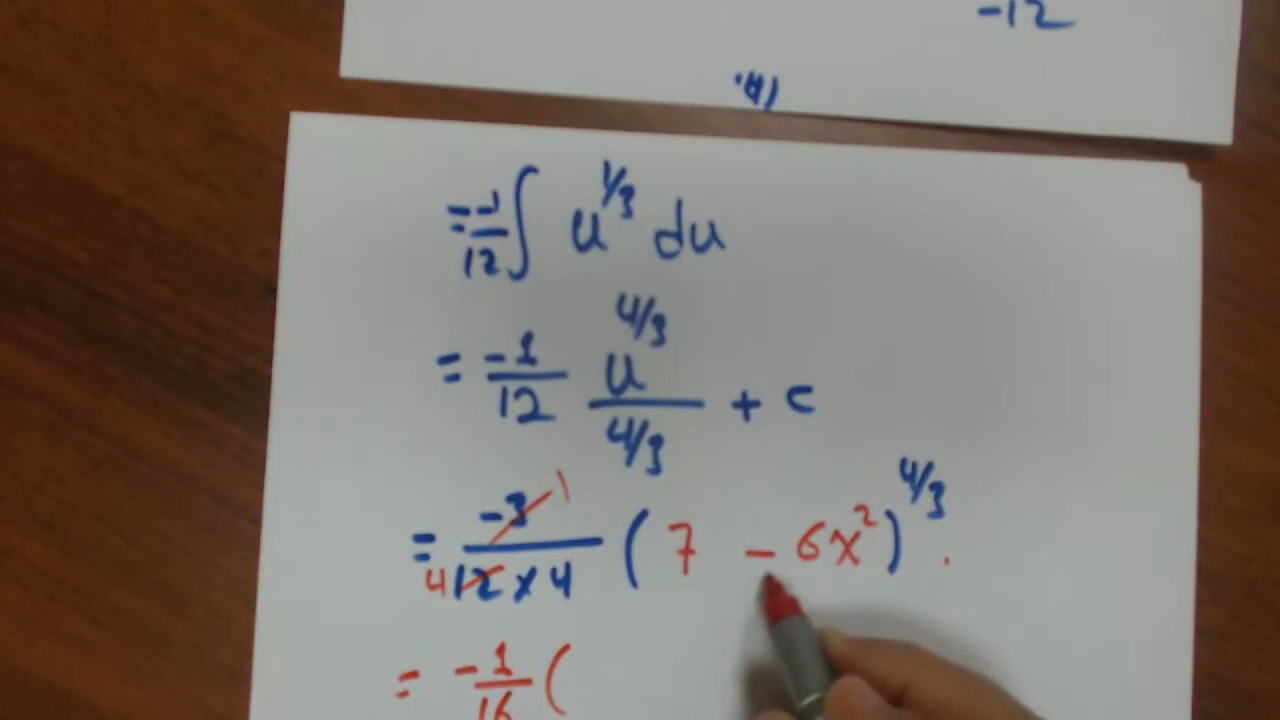 -12
= -1/12 ∫ u^1/3 du
= -1/12 u^4/3 / 4/3 + c
= -3 1 / 4 12 x 4 ( 7 - 6x² )^4/3 .
= -1/16 (